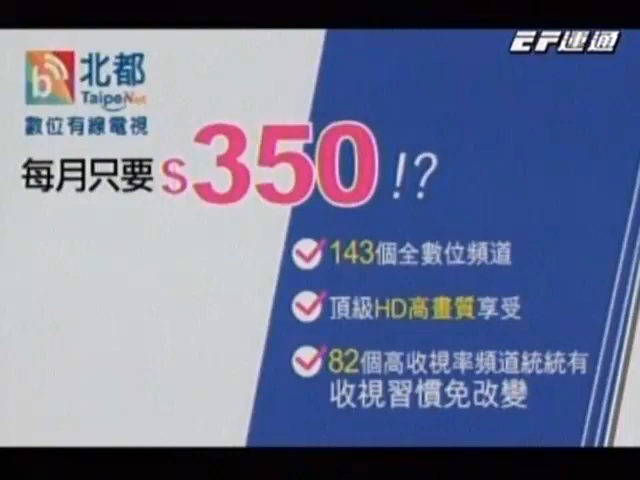 EF運通
b
北都
TaipeiNet
數位有線電視
每月只要$350!?
143個全數位頻道
頂級HD高畫質享受
82個高收視率頻道統統有
收視習慣免改變